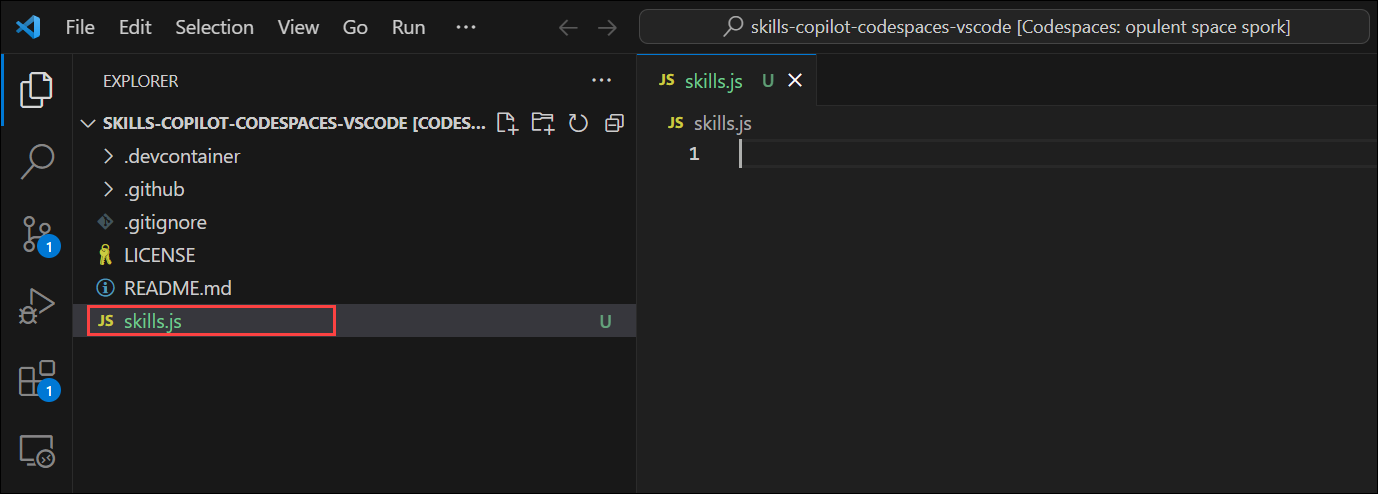 File Edit Selection View Go Run ···
skills-copilot-codespaces-vscode [Codespaces: opulent space spork]
EXPLORER ···
SKILLS-COPILOT-CODESPACES-VSCODE [CODES...
.devcontainer
.github
.gitignore
LICENSE
README.md
JS skills.js U
1
1
JS skills.js U
JS skills.js
1